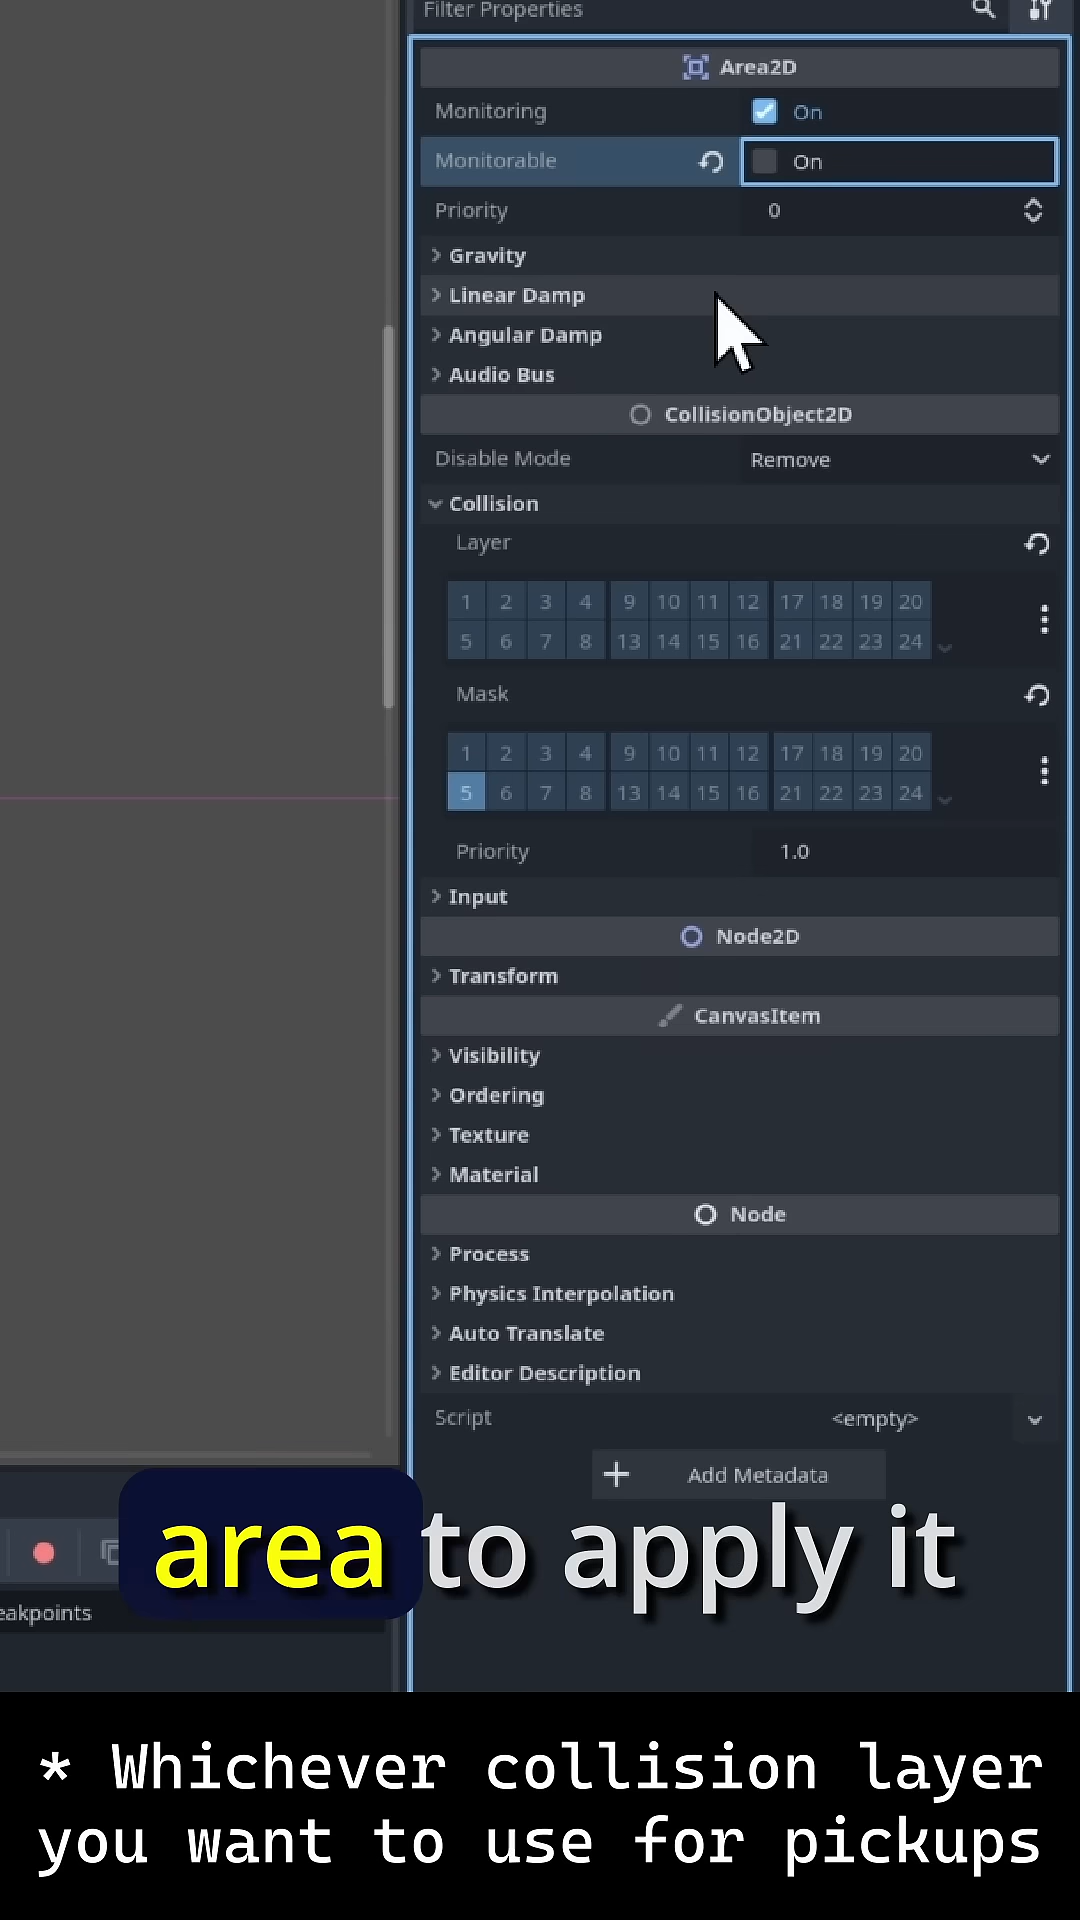 Filter Properties
Area2D
Monitoring On
Monitorable On
Priority 0
Gravity
Linear Damp
Angular Damp
Audio Bus
CollisionObject2D
Disable Mode Remove
Collision
Layer
1 2 3 4 9 10 11 12 17 18 19 20
5 6 7 8 13 14 15 16 21 22 23 24
Mask
1 2 3 4 9 10 11 12 17 18 19 20
5 6 7 8 13 14 15 16 21 22 23 24
Priority 1.0
Input
Node2D
Transform
CanvasItem
Visibility
Ordering
Texture
Material
Node
Process
Physics Interpolation
Auto Translate
Editor Description
Script <empty>
Add Metadata
area to apply it
eakpoints
* Whichever collision layer
you want to use for pickups